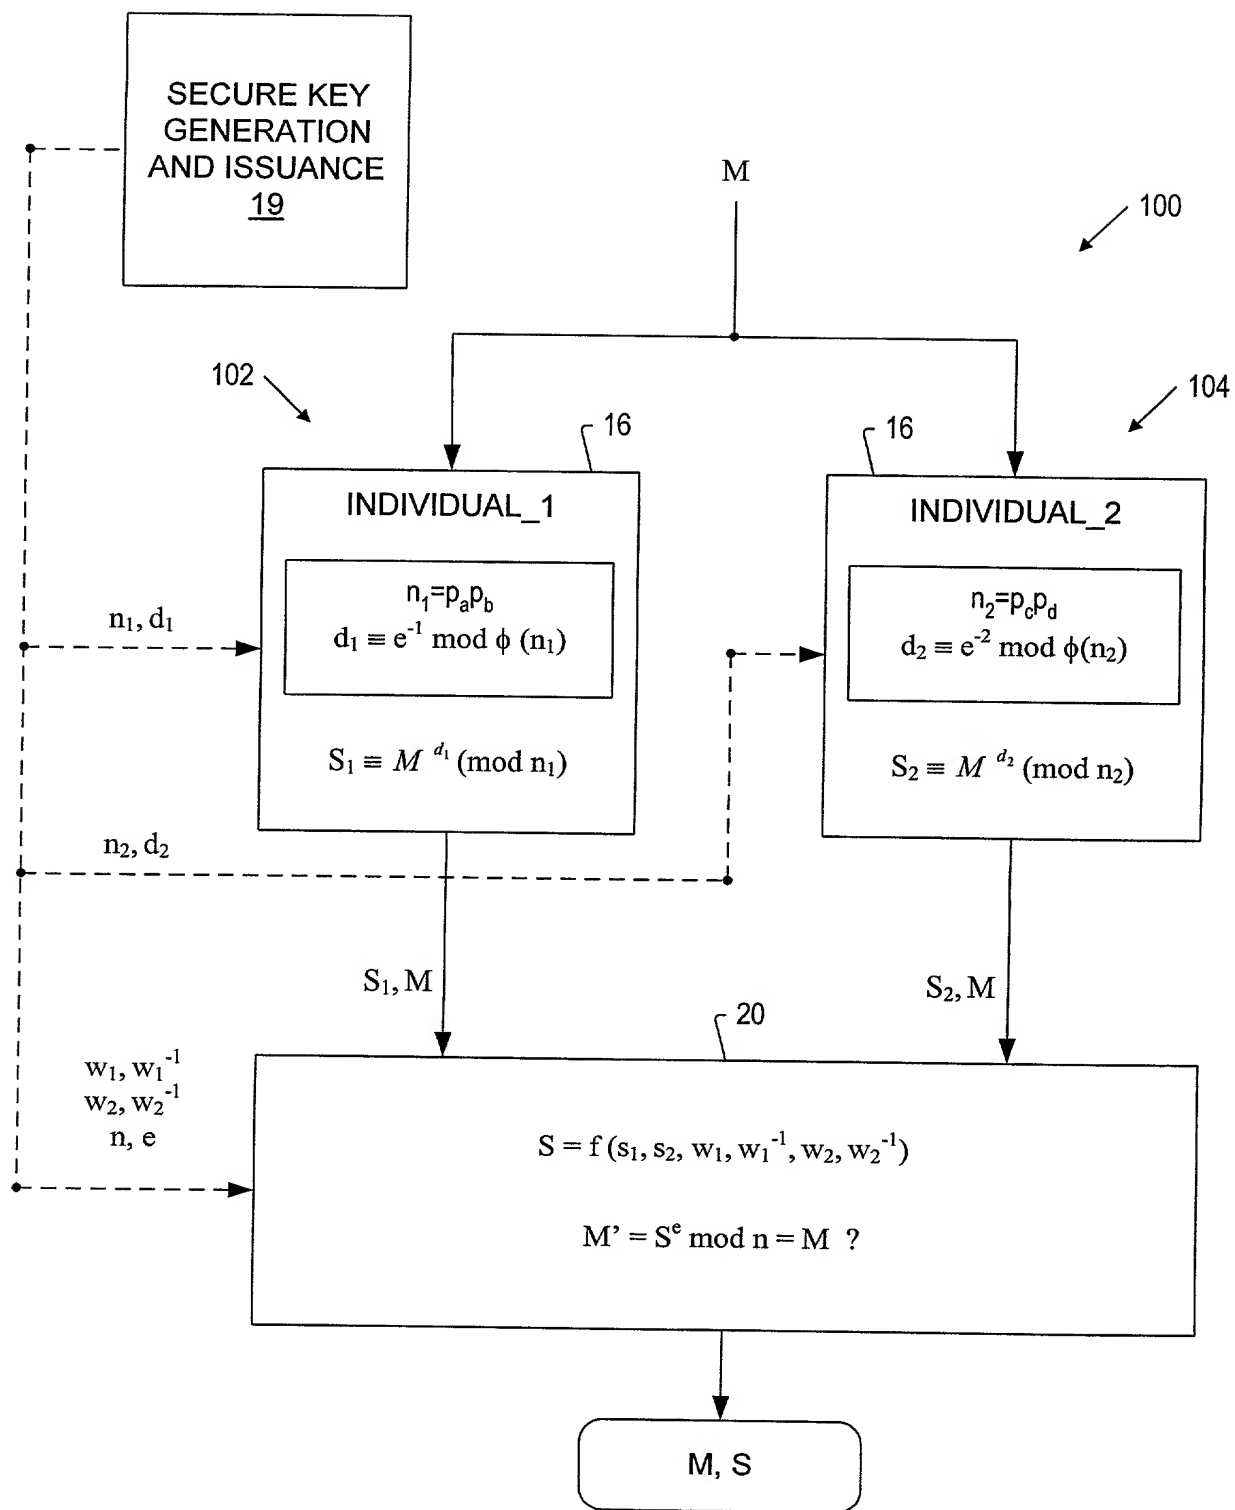 SECURE KEY
GENERATION
AND ISSUANCE
19
M
100
102
104
16
16
INDIVIDUAL_1
INDIVIDUAL_2
n₁=pₐp_b
d₁ ≡ e⁻¹ mod ϕ (n₁)
n₂=p_cp_d
d₂ ≡ e⁻² mod ϕ(n₂)
n₁, d₁
S₁ ≡ M ^d₁ (mod n₁)
S₂ ≡ M ^d₂ (mod n₂)
n₂, d₂
S₁, M
S₂, M
20
w₁, w₁⁻¹
w₂, w₂⁻¹
n, e
S = f (s₁, s₂, w₁, w₁⁻¹, w₂, w₂⁻¹)
M’ = Sᵉ mod n = M ?
M, S